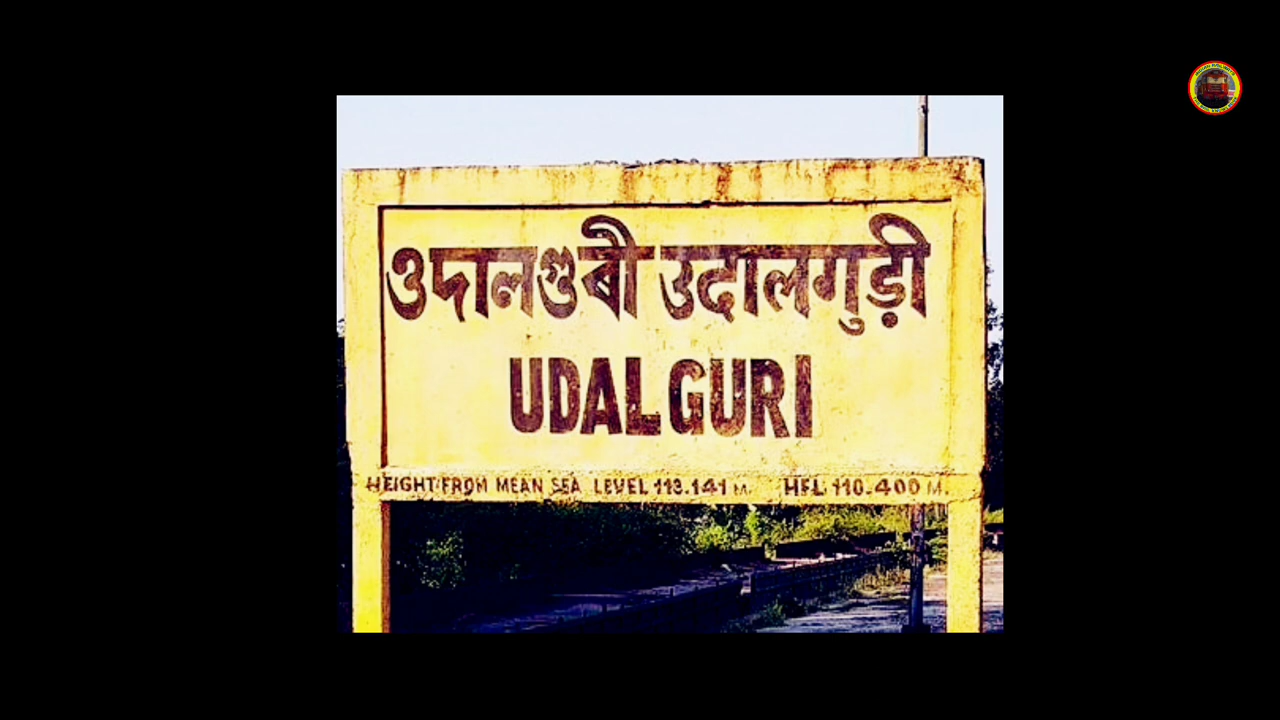 ওদালগুৰী उदालगुड़ी
UDALGURI
HEIGHT FROM MEAN SEA LEVEL 113.141 M. HFL 110.400 M.